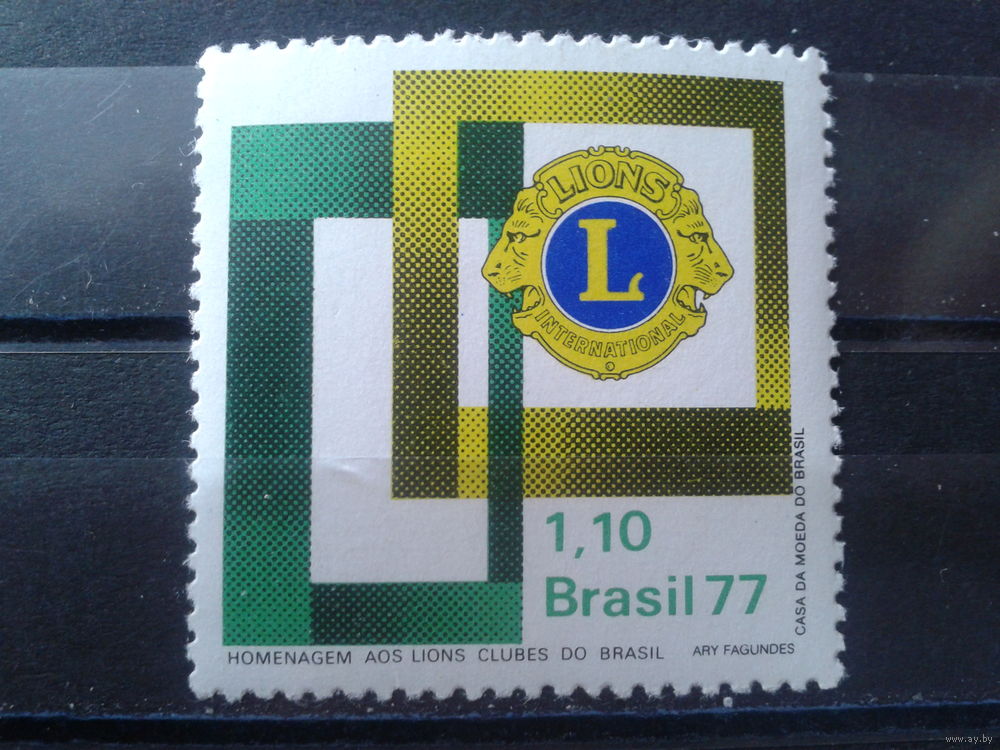 LIONS
L
INTERNATIONAL
1,10
Brasil 77
CASA DA MOEDA DO BRASIL
HOMENAGEM AOS LIONS CLUBES DO BRASIL ARY FAGUNDES
www.ay.by